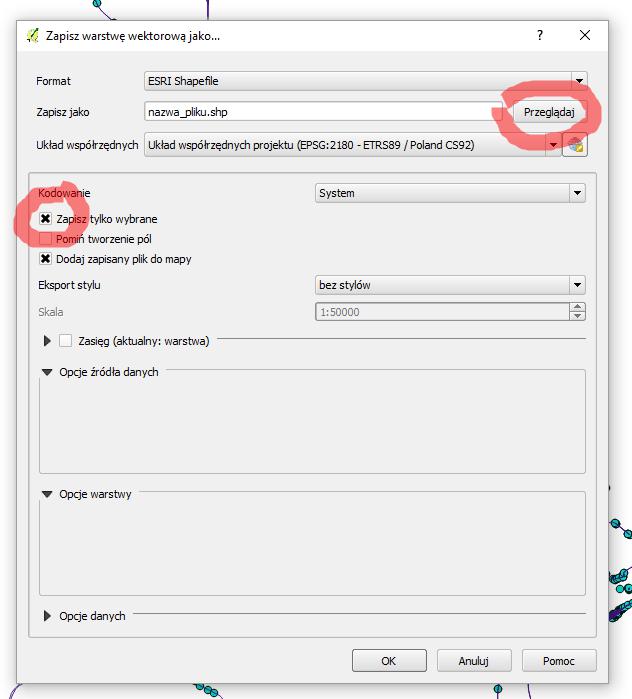 Zapisz warstwę wektorową jako...
?
Format ESRI Shapefile
Zapisz jako nazwa_pliku.shp Przeglądaj
Układ współrzędnych Układ współrzędnych projektu (EPSG:2180 - ETRS89 / Poland CS92)
Kodowanie System
Zapisz tylko wybrane
Pomiń tworzenie pól
Dodaj zapisany plik do mapy
Eksport stylu bez stylów
Skala 1:50000
Zasięg (aktualny: warstwa)
Opcje źródła danych
Opcje warstwy
Opcje danych
OK Anuluj Pomoc